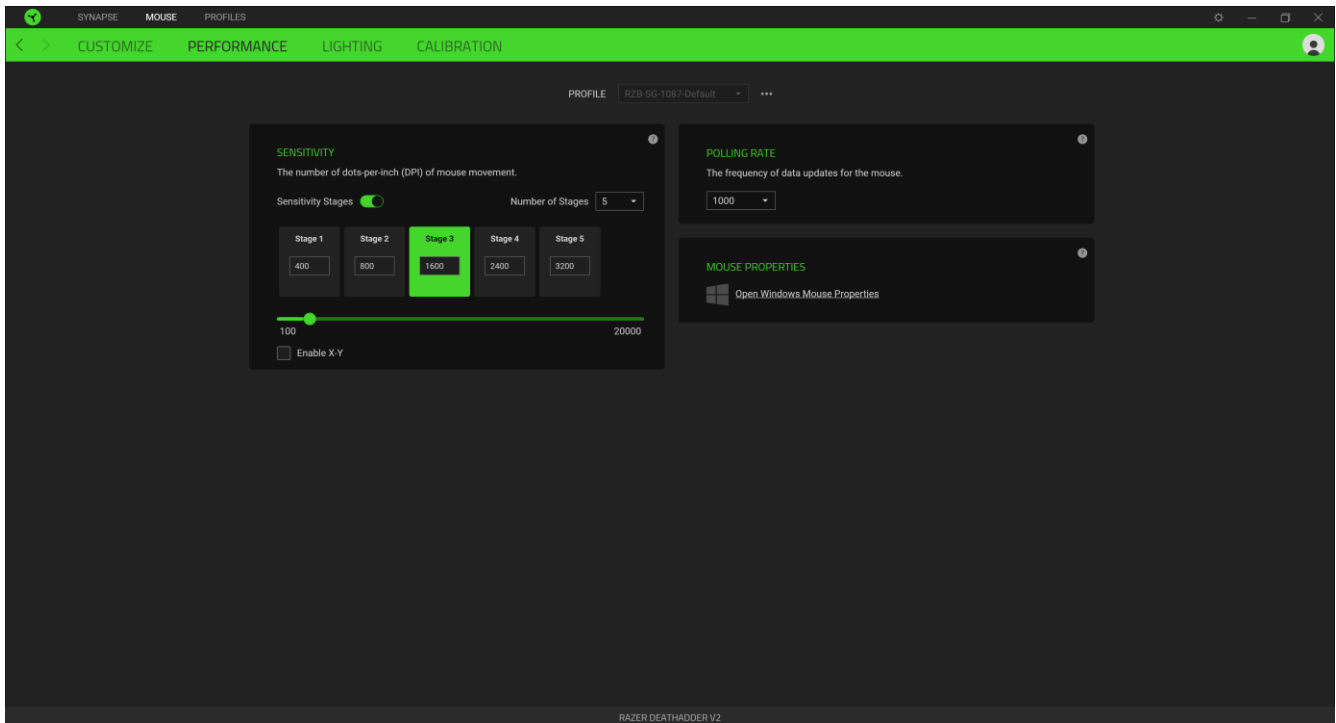 SYNAPSE MOUSE PROFILES
CUSTOMIZE PERFORMANCE LIGHTING CALIBRATION
PROFILE RZB-SG-1087-Default
SENSITIVITY
The number of dots-per-inch (DPI) of mouse movement.
Sensitivity Stages Number of Stages 5
Stage 1 Stage 2 Stage 3 Stage 4 Stage 5
400 800 1600 2400 3200
100 20000
Enable X-Y
POLLING RATE
The frequency of data updates for the mouse.
1000
MOUSE PROPERTIES
Open Windows Mouse Properties
RAZER DEATHADDER V2